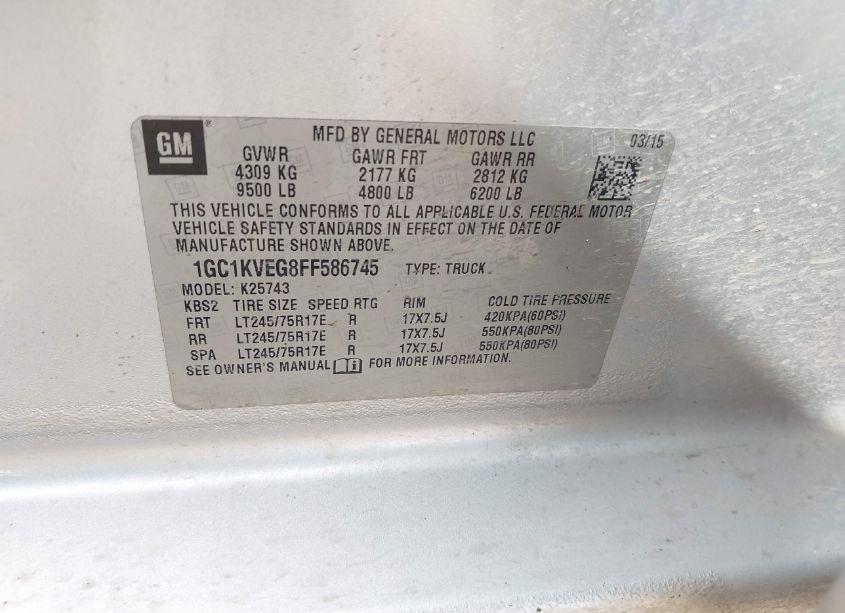 GM
MFD BY GENERAL MOTORS LLC 03/15
GVWR GAWR FRT GAWR RR
4309 KG 2177 KG 2812 KG
9500 LB 4800 LB 6200 LB
THIS VEHICLE CONFORMS TO ALL APPLICABLE U.S. FEDERAL MOTOR
VEHICLE SAFETY STANDARDS IN EFFECT ON THE DATE OF
MANUFACTURE SHOWN ABOVE.
1GC1KVEG8FF586745 TYPE: TRUCK
MODEL: K25743
KBS2 TIRE SIZE SPEED RTG RIM COLD TIRE PRESSURE
FRT LT245/75R17E R 17X7.5J 420KPA(60PSI)
RR LT245/75R17E R 17X7.5J 550KPA(80PSI)
SPA LT245/75R17E R 17X7.5J 550KPA(80PSI)
SEE OWNER'S MANUAL FOR MORE INFORMATION.